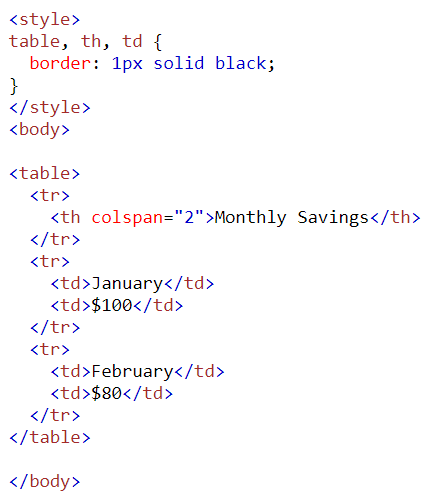 <style>
table, th, td {
  border: 1px solid black;
}
</style>
<body>

<table>
  <tr>
    <th colspan="2">Monthly Savings</th>
  </tr>
  <tr>
    <td>January</td>
    <td>$100</td>
  </tr>
  <tr>
    <td>February</td>
    <td>$80</td>
  </tr>
</table>

</body>